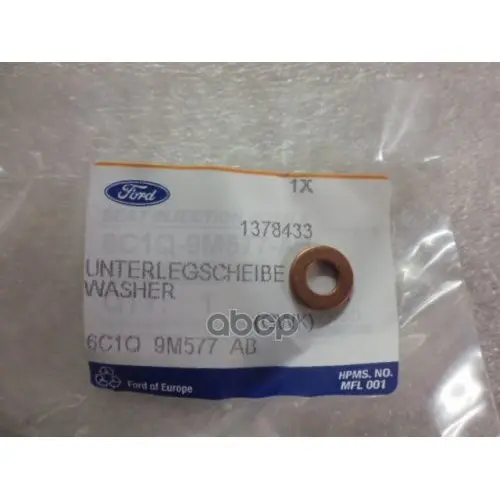 Ford
1X
1378433
UNTERLEGSCHEIBE
WASHER
6C1Q 9M577 AB
Ford of Europe
HPMS. NO.
MFL 001